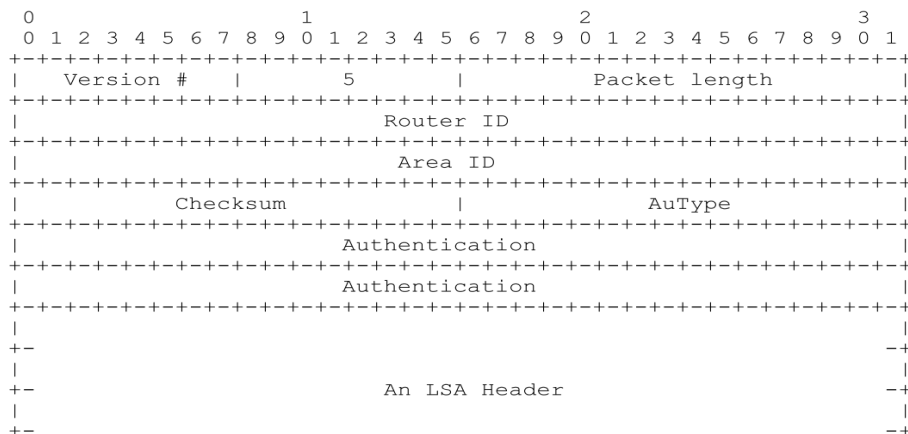 0                   1                   2                   3
 0 1 2 3 4 5 6 7 8 9 0 1 2 3 4 5 6 7 8 9 0 1 2 3 4 5 6 7 8 9 0 1
+-+-+-+-+-+-+-+-+-+-+-+-+-+-+-+-+-+-+-+-+-+-+-+-+-+-+-+-+-+-+-+-+
|   Version #   |       5       |         Packet length         |
+-+-+-+-+-+-+-+-+-+-+-+-+-+-+-+-+-+-+-+-+-+-+-+-+-+-+-+-+-+-+-+-+
|                          Router ID                            |
+-+-+-+-+-+-+-+-+-+-+-+-+-+-+-+-+-+-+-+-+-+-+-+-+-+-+-+-+-+-+-+-+
|                           Area ID                             |
+-+-+-+-+-+-+-+-+-+-+-+-+-+-+-+-+-+-+-+-+-+-+-+-+-+-+-+-+-+-+-+-+
|           Checksum            |             AuType            |
+-+-+-+-+-+-+-+-+-+-+-+-+-+-+-+-+-+-+-+-+-+-+-+-+-+-+-+-+-+-+-+-+
|                       Authentication                          |
+-+-+-+-+-+-+-+-+-+-+-+-+-+-+-+-+-+-+-+-+-+-+-+-+-+-+-+-+-+-+-+-+
|                       Authentication                          |
+-+-+-+-+-+-+-+-+-+-+-+-+-+-+-+-+-+-+-+-+-+-+-+-+-+-+-+-+-+-+-+-+
|                                                               |
+-                                                             -+
|                                                               |
+-                         An LSA Header                       -+
|                                                               |
+-                                                             -+